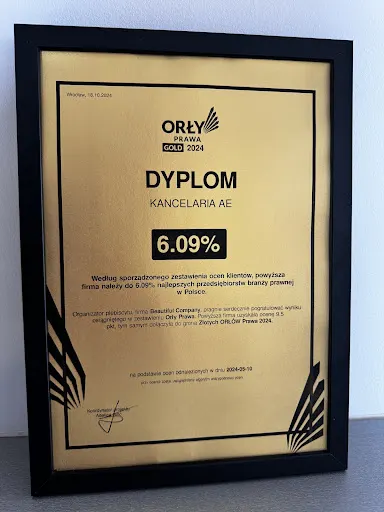 Wrocław, 18.10.2024
ORŁY
PRAWA
GOLD 2024
DYPLOM
KANCELARIA AE
6.09%
Według sporządzonego zestawienia ocen klientów, powyższa
firma należy do 6.09% najlepszych przedsiębiorstw branży prawnej
w Polsce.
Organizator plebiscytu, firma Beautiful Company, pragnie serdecznie pogratulować wyniku
osiągniętego w zestawieniu Orły Prawa. Powyższa firma uzyskała ocenę 9.5
pkt, tym samym dołączyła do grona Złotych ORŁÓW Prawa 2024.
na podstawie ocen odnalezionych w dniu 2024-05-10